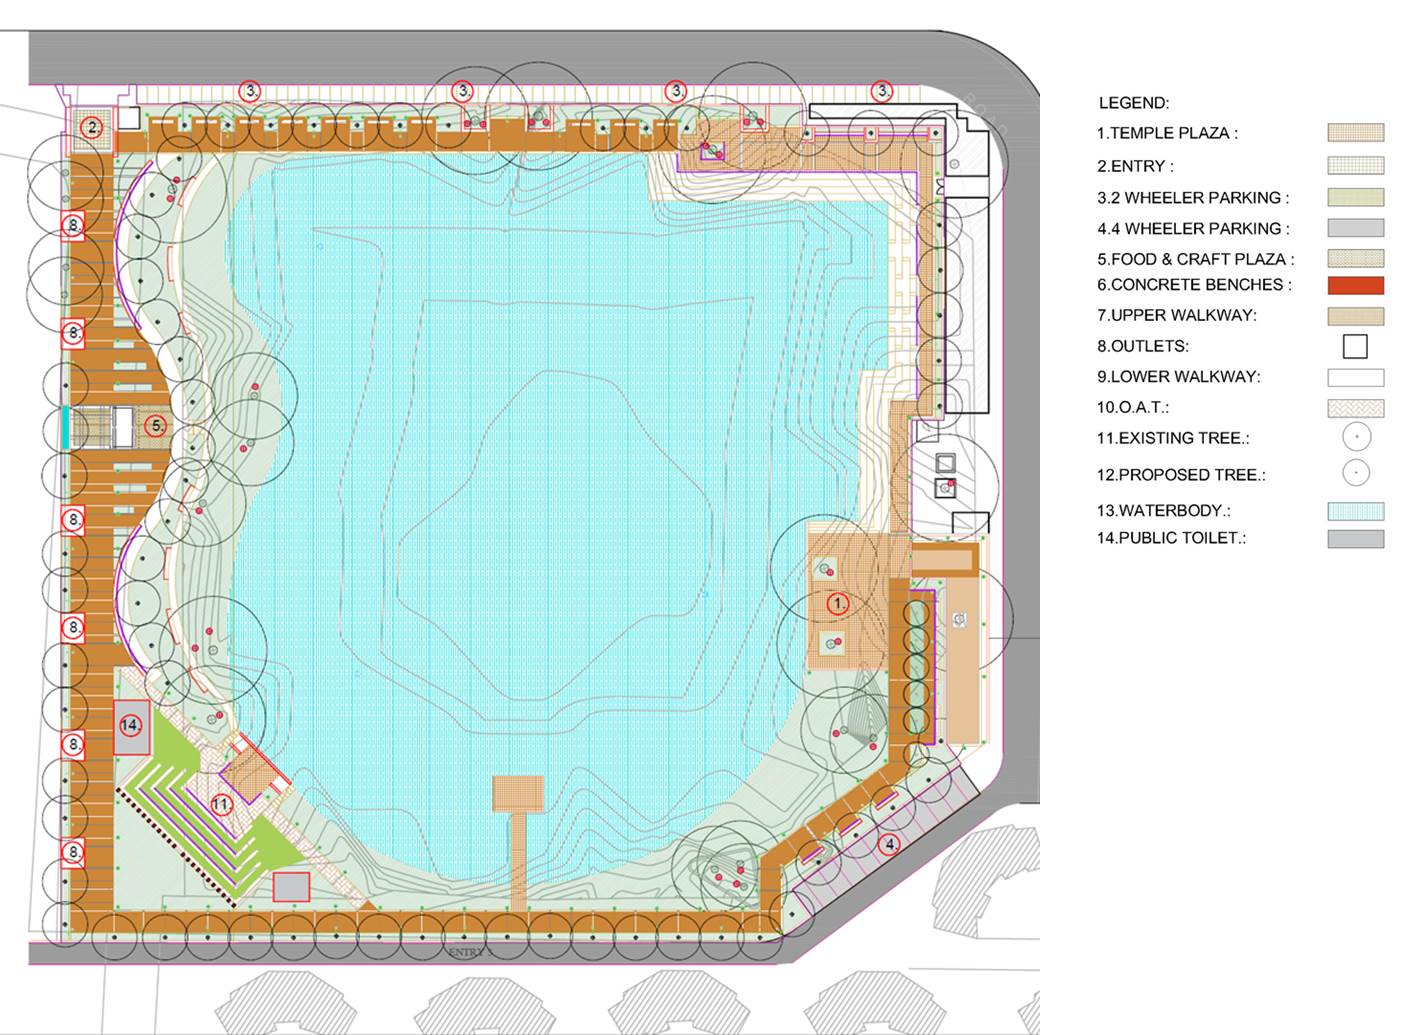 3.
3.
3.
3.
2.
ROAD
8.
8.
5.
8.
1.
8.
14.
8.
11.
4.
8.
ENTRY 3
LEGEND:
1.TEMPLE PLAZA :
2.ENTRY :
3.2 WHEELER PARKING :
4.4 WHEELER PARKING :
5.FOOD & CRAFT PLAZA :
6.CONCRETE BENCHES :
7.UPPER WALKWAY:
8.OUTLETS:
9.LOWER WALKWAY:
10.O.A.T.:
11.EXISTING TREE.:
12.PROPOSED TREE.:
13.WATERBODY.:
14.PUBLIC TOILET.: